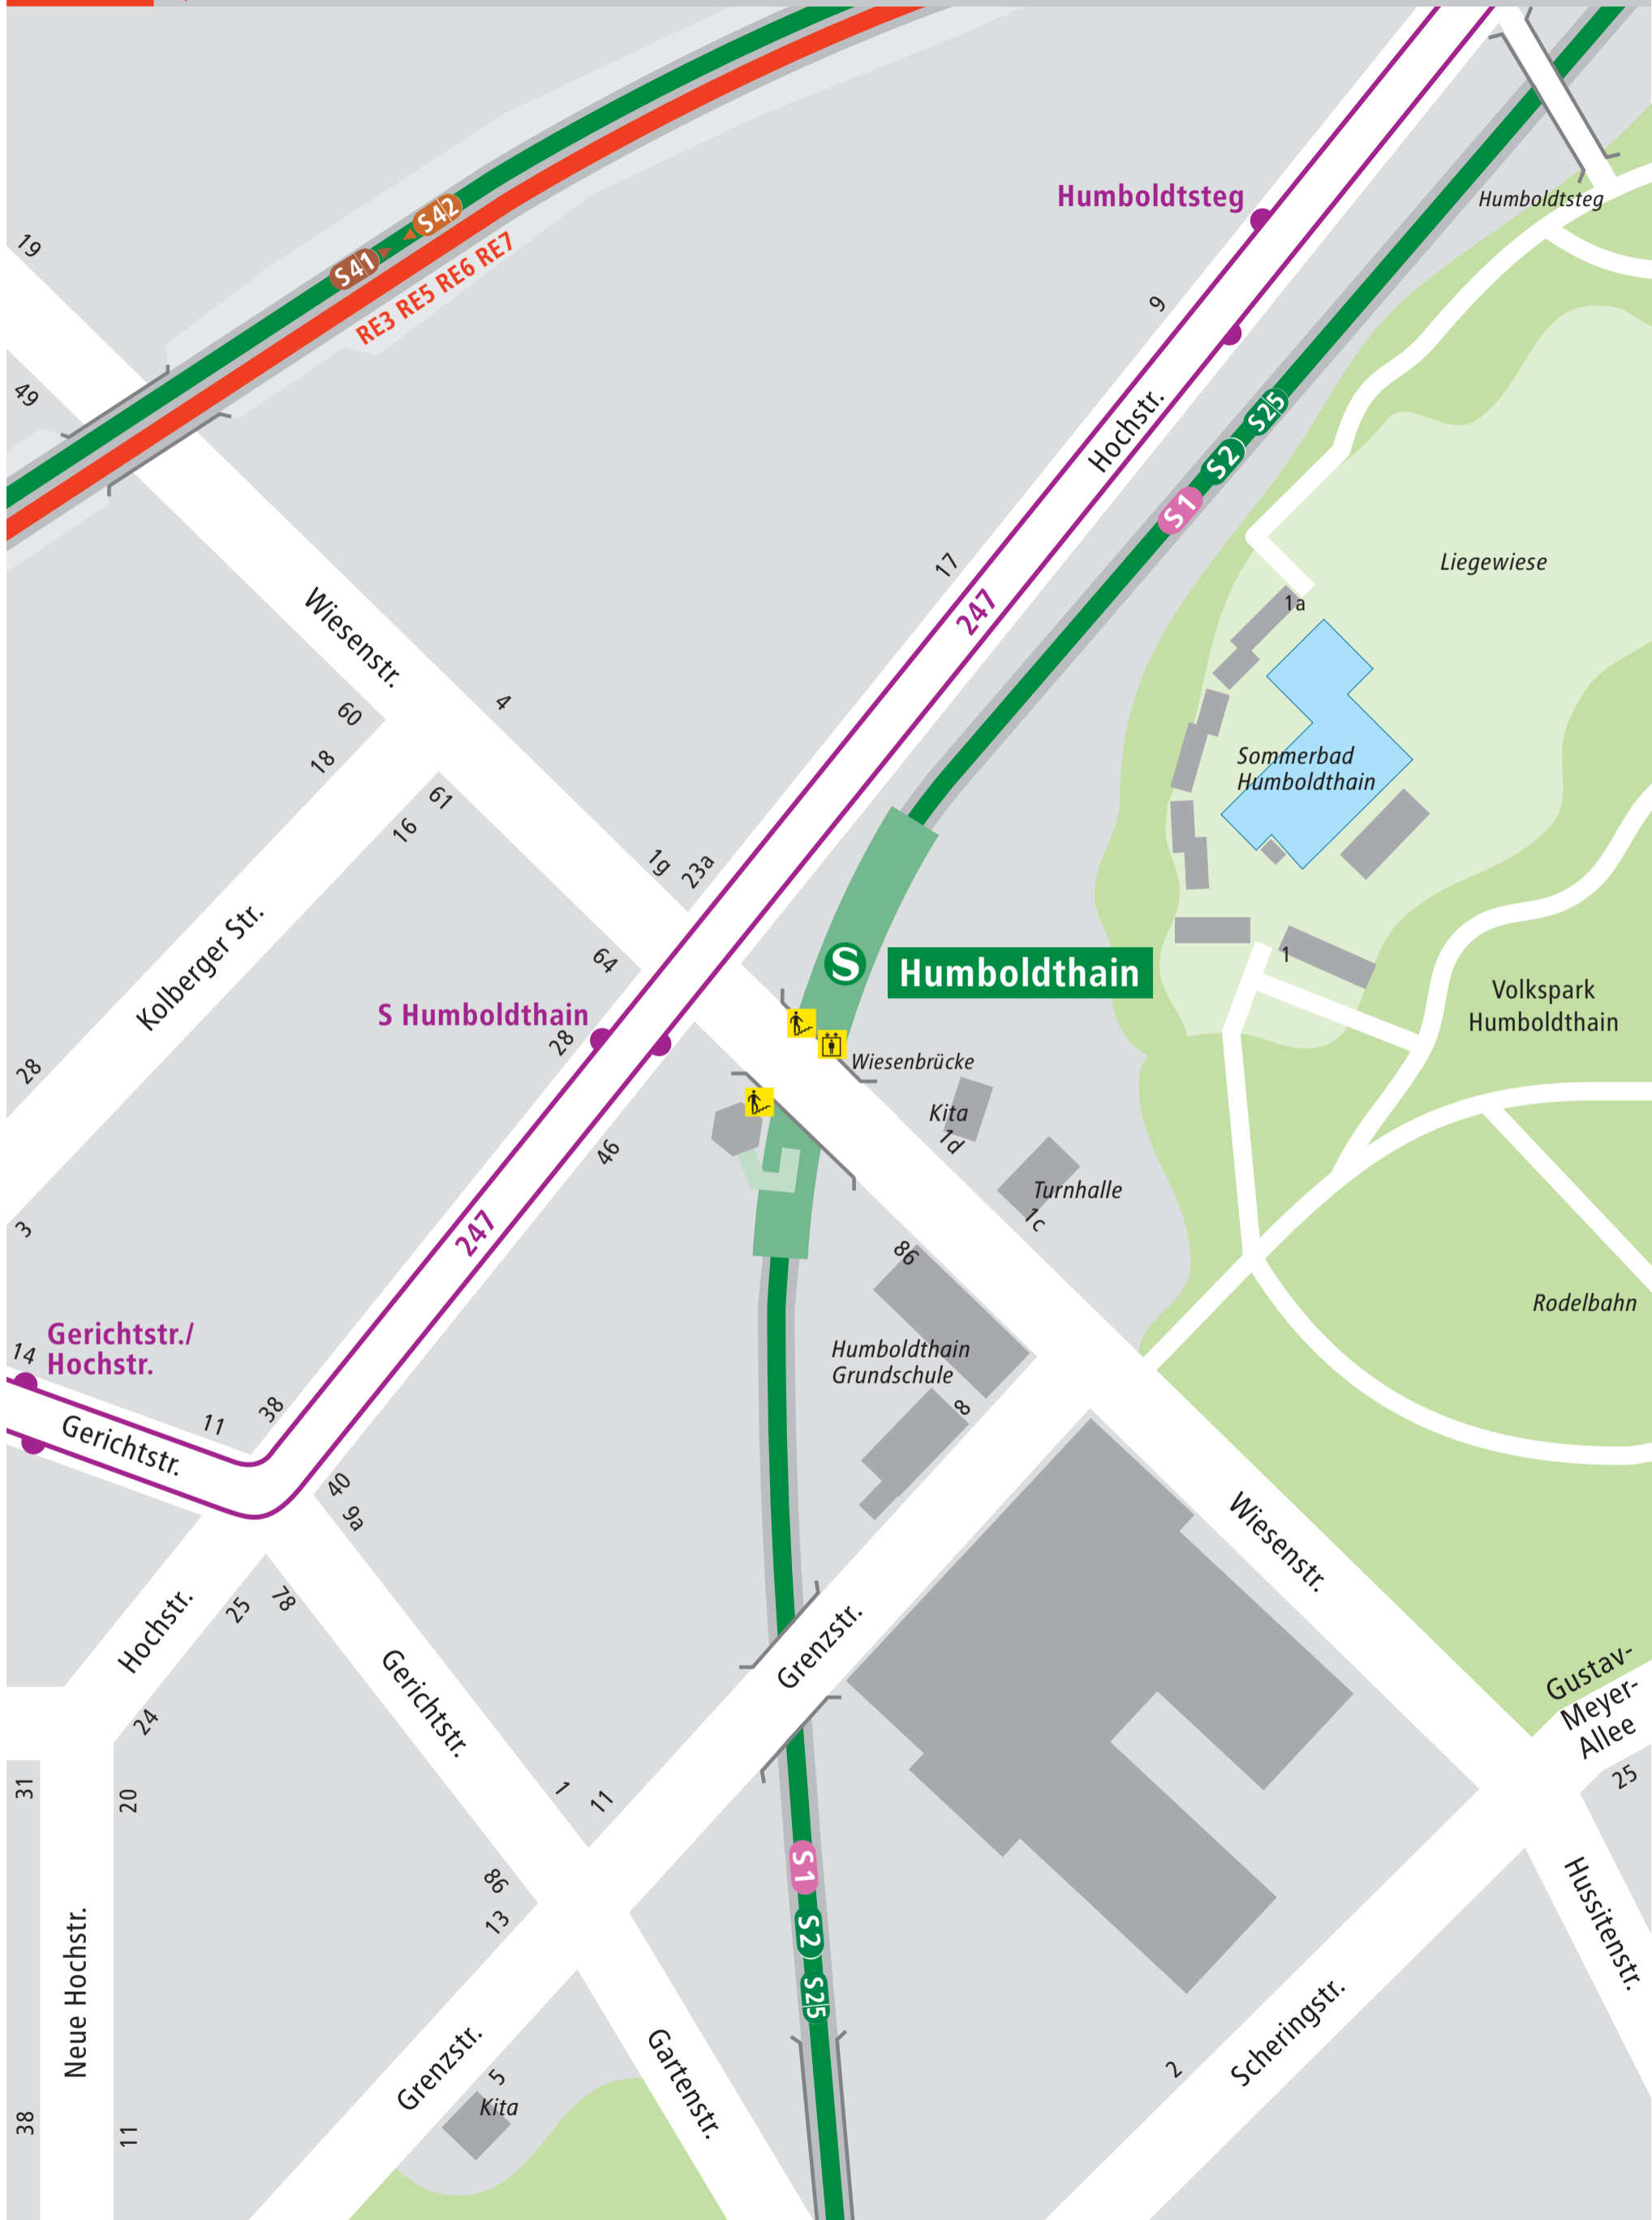 Humboldtsteg
Humboldtsteg
19
S42
S41
RE3 RE5 RE6 RE7
9
49
Hochstr.
S25
S2
S1
17
247
Liegewiese
1a
Wiesenstr.
60
4
18
61
16
Sommerbad
Humboldthain
1g
23a
Kolberger Str.
64
S
Humboldthain
1
Volkspark
Humboldthain
S Humboldthain
28
28
Wiesenbrücke
Kita
1d
46
Turnhalle
1c
3
247
86
Rodelbahn
Gerichtstr./
Hochstr.
14
Humboldthain
Grundschule
8
11
38
Gerichtstr.
40
9a
Wiesenstr.
Hochstr.
25
78
Grenzstr.
Gerichtstr.
Gustav-
Meyer-
Allee
24
25
31
20
1
11
S1
86
13
S2
S25
Hussitenstr.
Neue Hochstr.
Grenzstr.
5
Kita
Gartenstr.
2
Scheringstr.
38
11